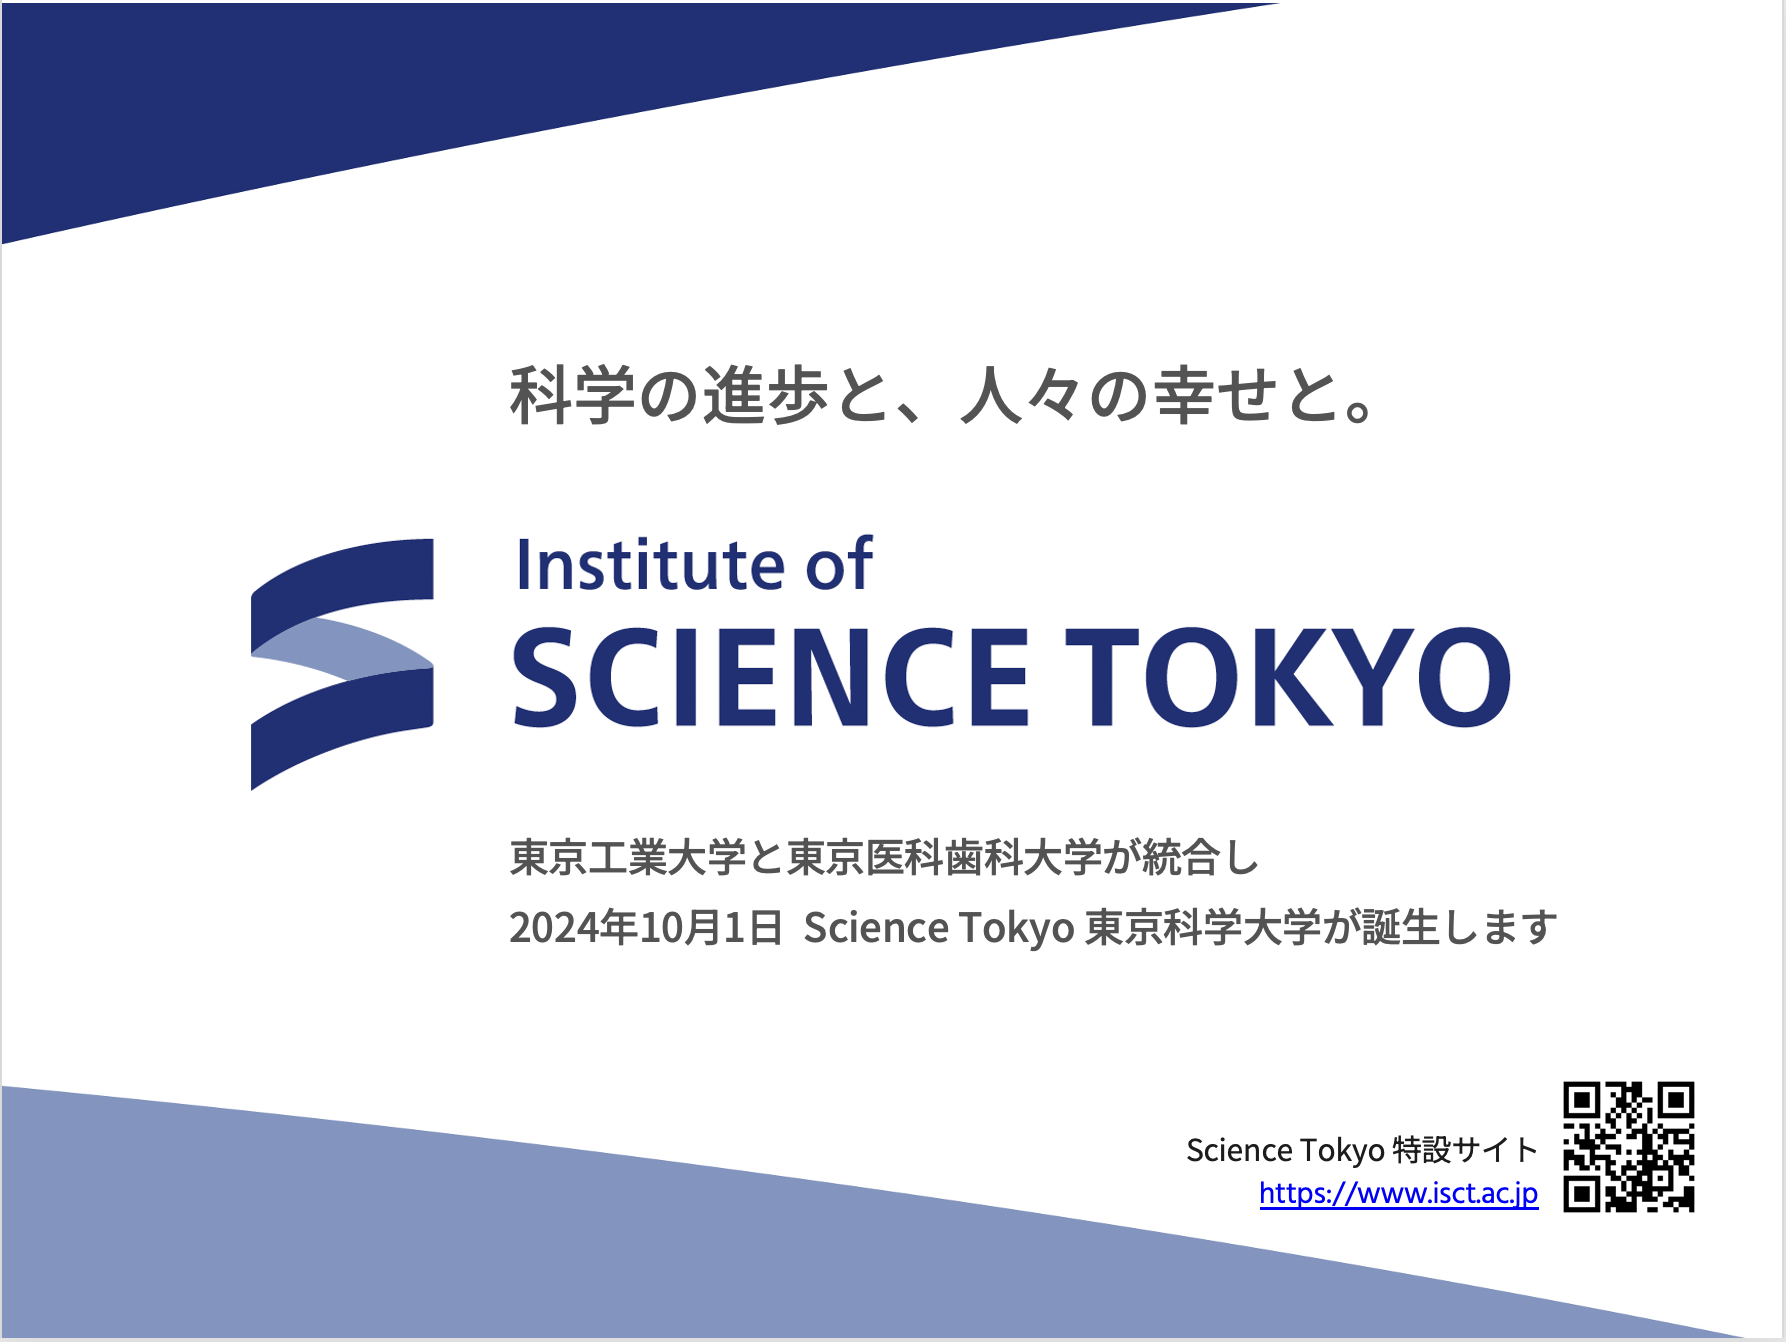 科学の進歩と、人々の幸せと。
Institute of
SCIENCE TOKYO
東京工業大学と東京医科歯科大学が統合し
2024年10月1日 Science Tokyo 東京科学大学が誕生します
Science Tokyo 特設サイト
https://www.isct.ac.jp